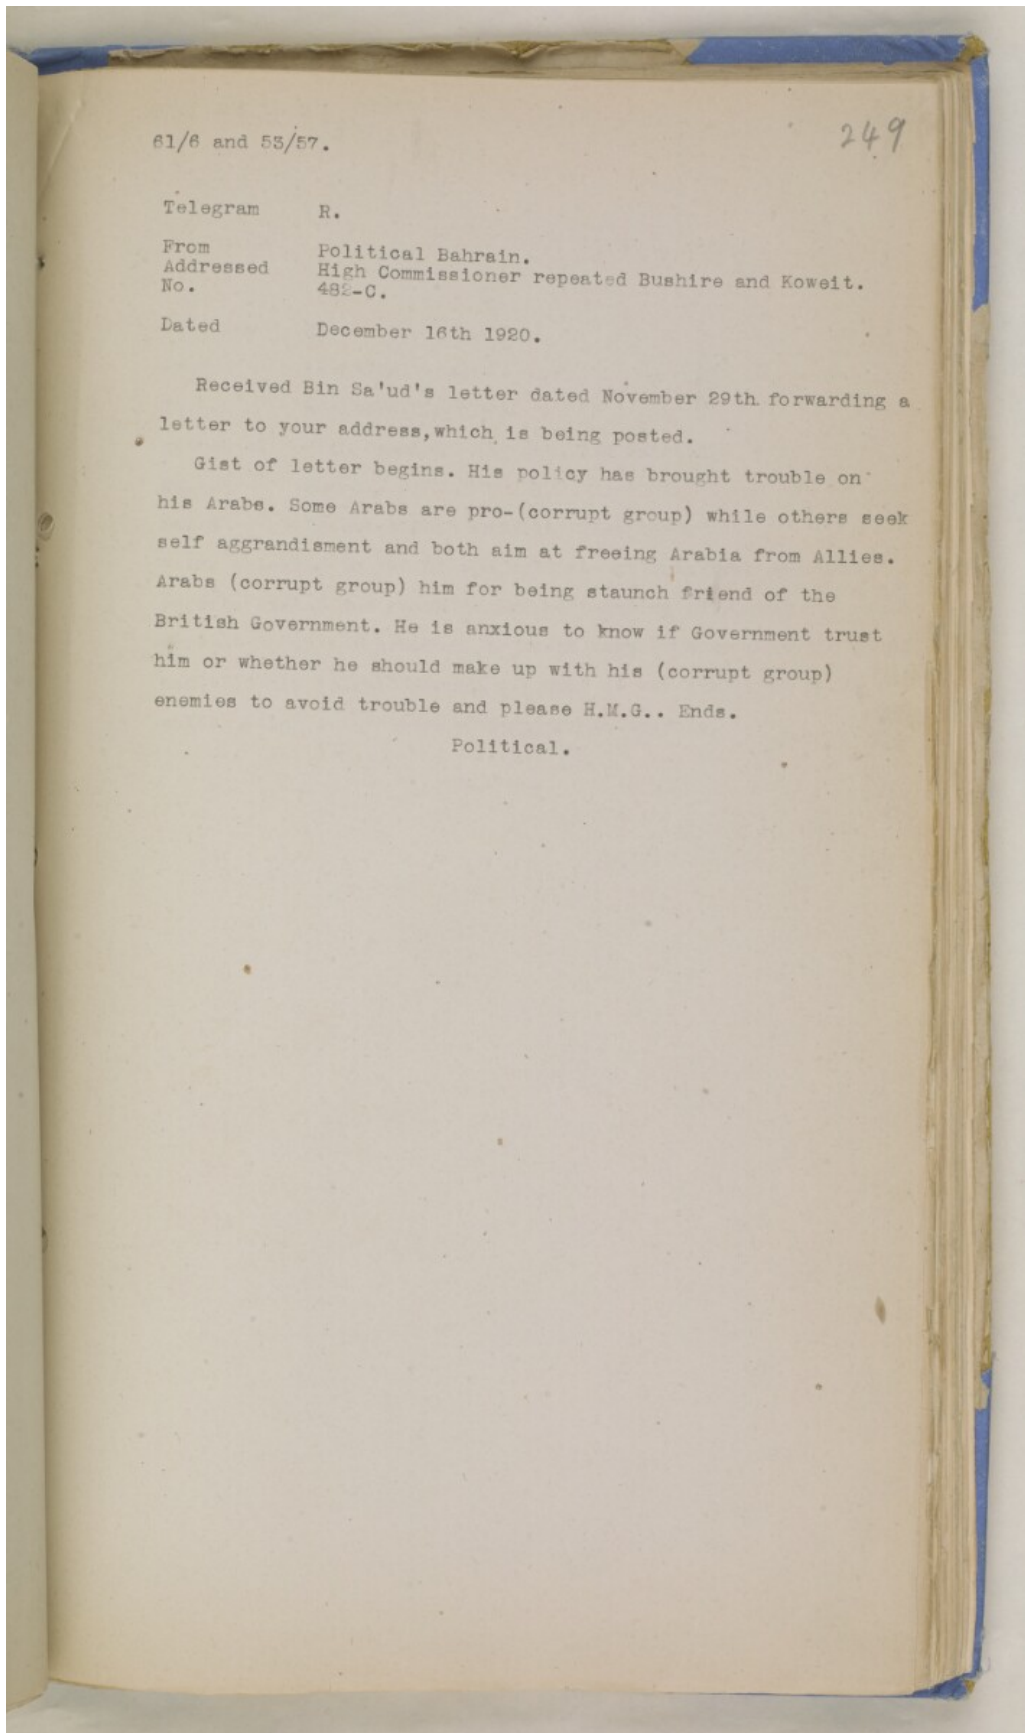 61/6 and 53/57.
249
Telegram R.
From Political Bahrain.
Addressed High Commissioner repeated Bushire and Koweit.
No. 482-C.
Dated December 16th 1920.
Received Bin Sa'ud's letter dated November 29th forwarding a
letter to your address, which is being posted.
Gist of letter begins. His policy has brought trouble on
his Arabs. Some Arabs are pro-(corrupt group) while others seek
self aggrandisment and both aim at freeing Arabia from Allies.
Arabs (corrupt group) him for being staunch friend of the
British Government. He is anxious to know if Government trust
him or whether he should make up with his (corrupt group)
enemies to avoid trouble and please H.M.G.. Ends.
Political.